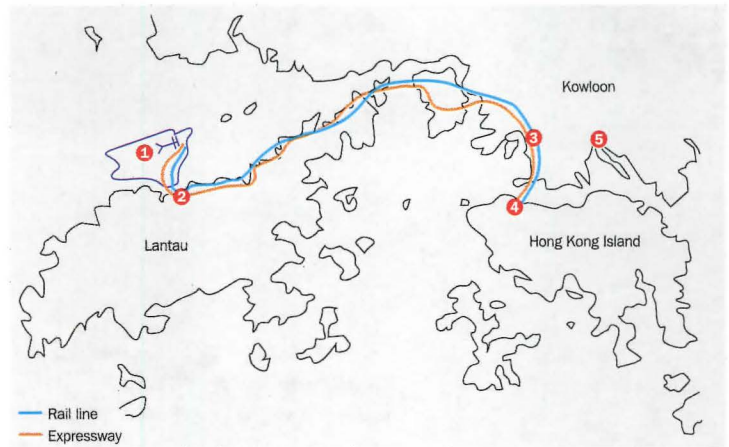 Kowloon
1
3
5
2
4
Lantau
Hong Kong Island
Rail line
Expressway